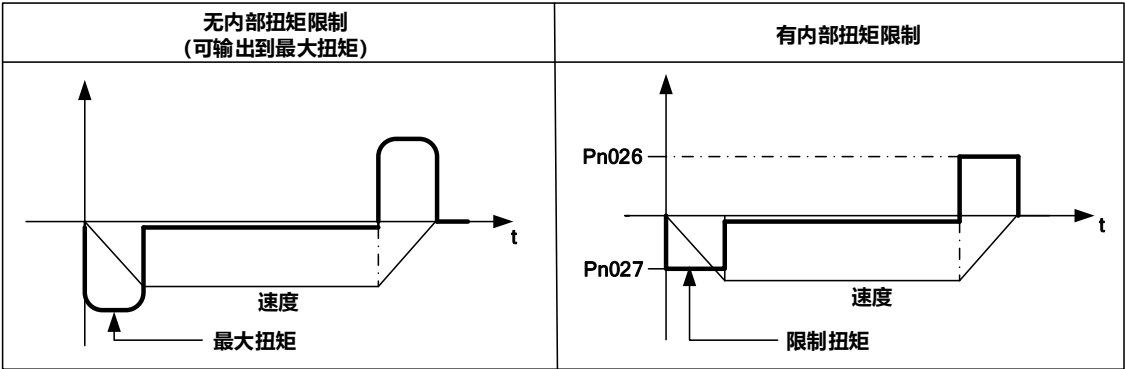 无内部扭矩限制
(可输出到最大扭矩)
有内部扭矩限制
t
速度
最大扭矩
Pn026
Pn027
t
速度
限制扭矩